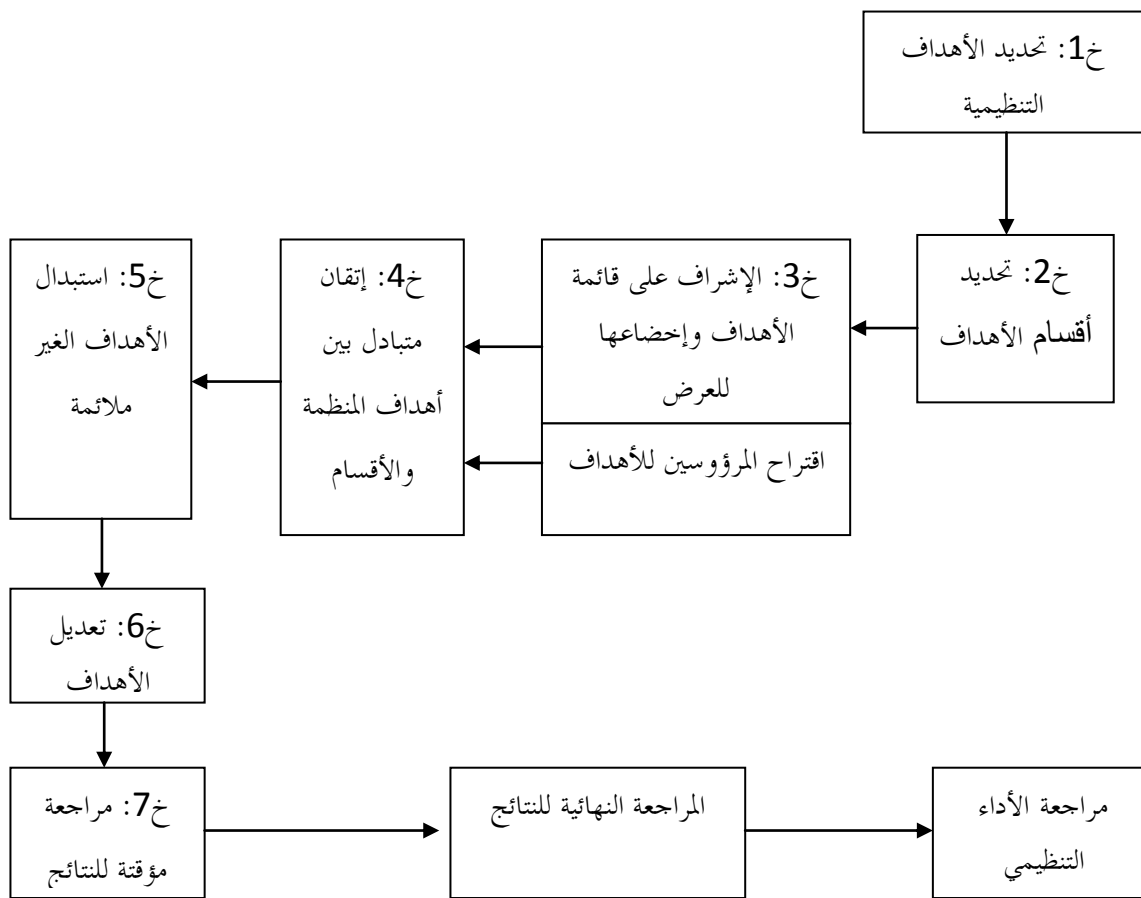 خ1: تحديد الأهداف
التنظيمية
خ2: تحديد
أقسام الأهداف
خ3: الإشراف على قائمة
الأهداف وإخضاعها
للعرض
اقتراح المرؤوسين للأهداف
خ4: إتقان
متبادل بين
أهداف المنظمة
والأقسام
خ5: استبدال
الأهداف الغير
ملائمة
خ6: تعديل
الأهداف
خ7: مراجعة
مؤقتة للنتائج
المراجعة النهائية للنتائج
مراجعة الأداء
التنظيمي